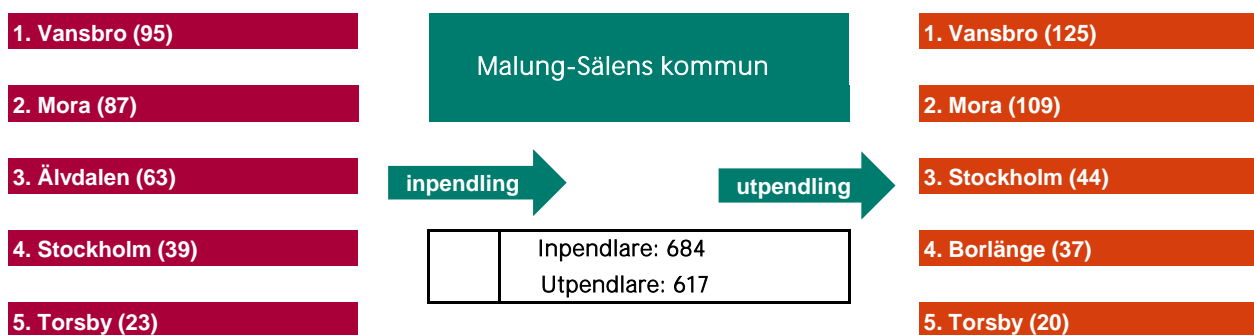 1. Vansbro (95)
2. Mora (87)
3. Älvdalen (63)
4. Stockholm (39)
5. Torsby (23)
Malung-Sälens kommun
inpendling
utpendling
Inpendlare: 684
Utpendlare: 617
1. Vansbro (125)
2. Mora (109)
3. Stockholm (44)
4. Borlänge (37)
5. Torsby (20)